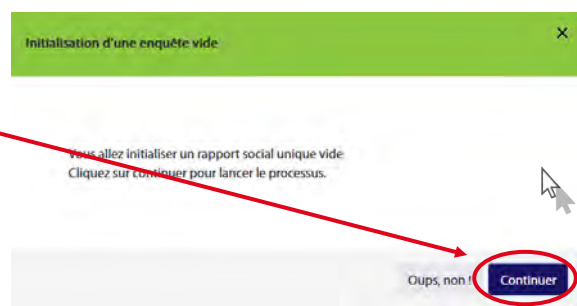 Initialisation d'une enquête vide
Vous allez initialiser un rapport social unique vide
Cliquez sur continuer pour lancer le processus.
Oups, non !
Continuer